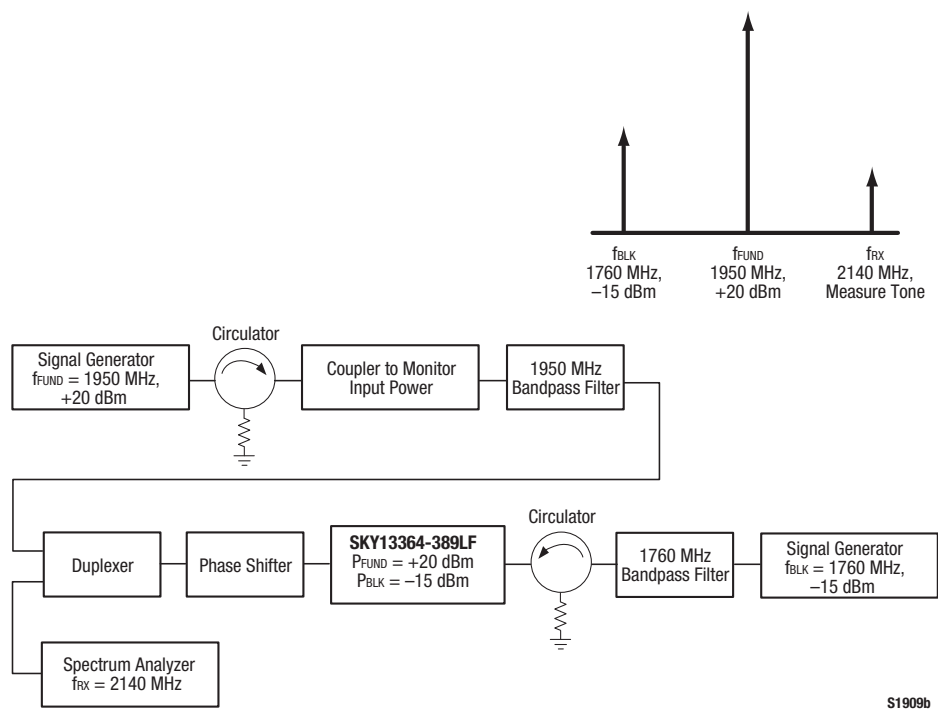 fBLK
1760 MHz,
–15 dBm
fFUND
1950 MHz,
+20 dBm
fRX
2140 MHz,
Measure Tone
Circulator
Signal Generator
fFUND = 1950 MHz,
+20 dBm
Coupler to Monitor
Input Power
1950 MHz
Bandpass Filter
Duplexer
Phase Shifter
SKY13364-389LF
PFUND = +20 dBm
PBLK = –15 dBm
Circulator
1760 MHz
Bandpass Filter
Signal Generator
fBLK = 1760 MHz,
–15 dBm
Spectrum Analyzer
fRX = 2140 MHz
S1909b